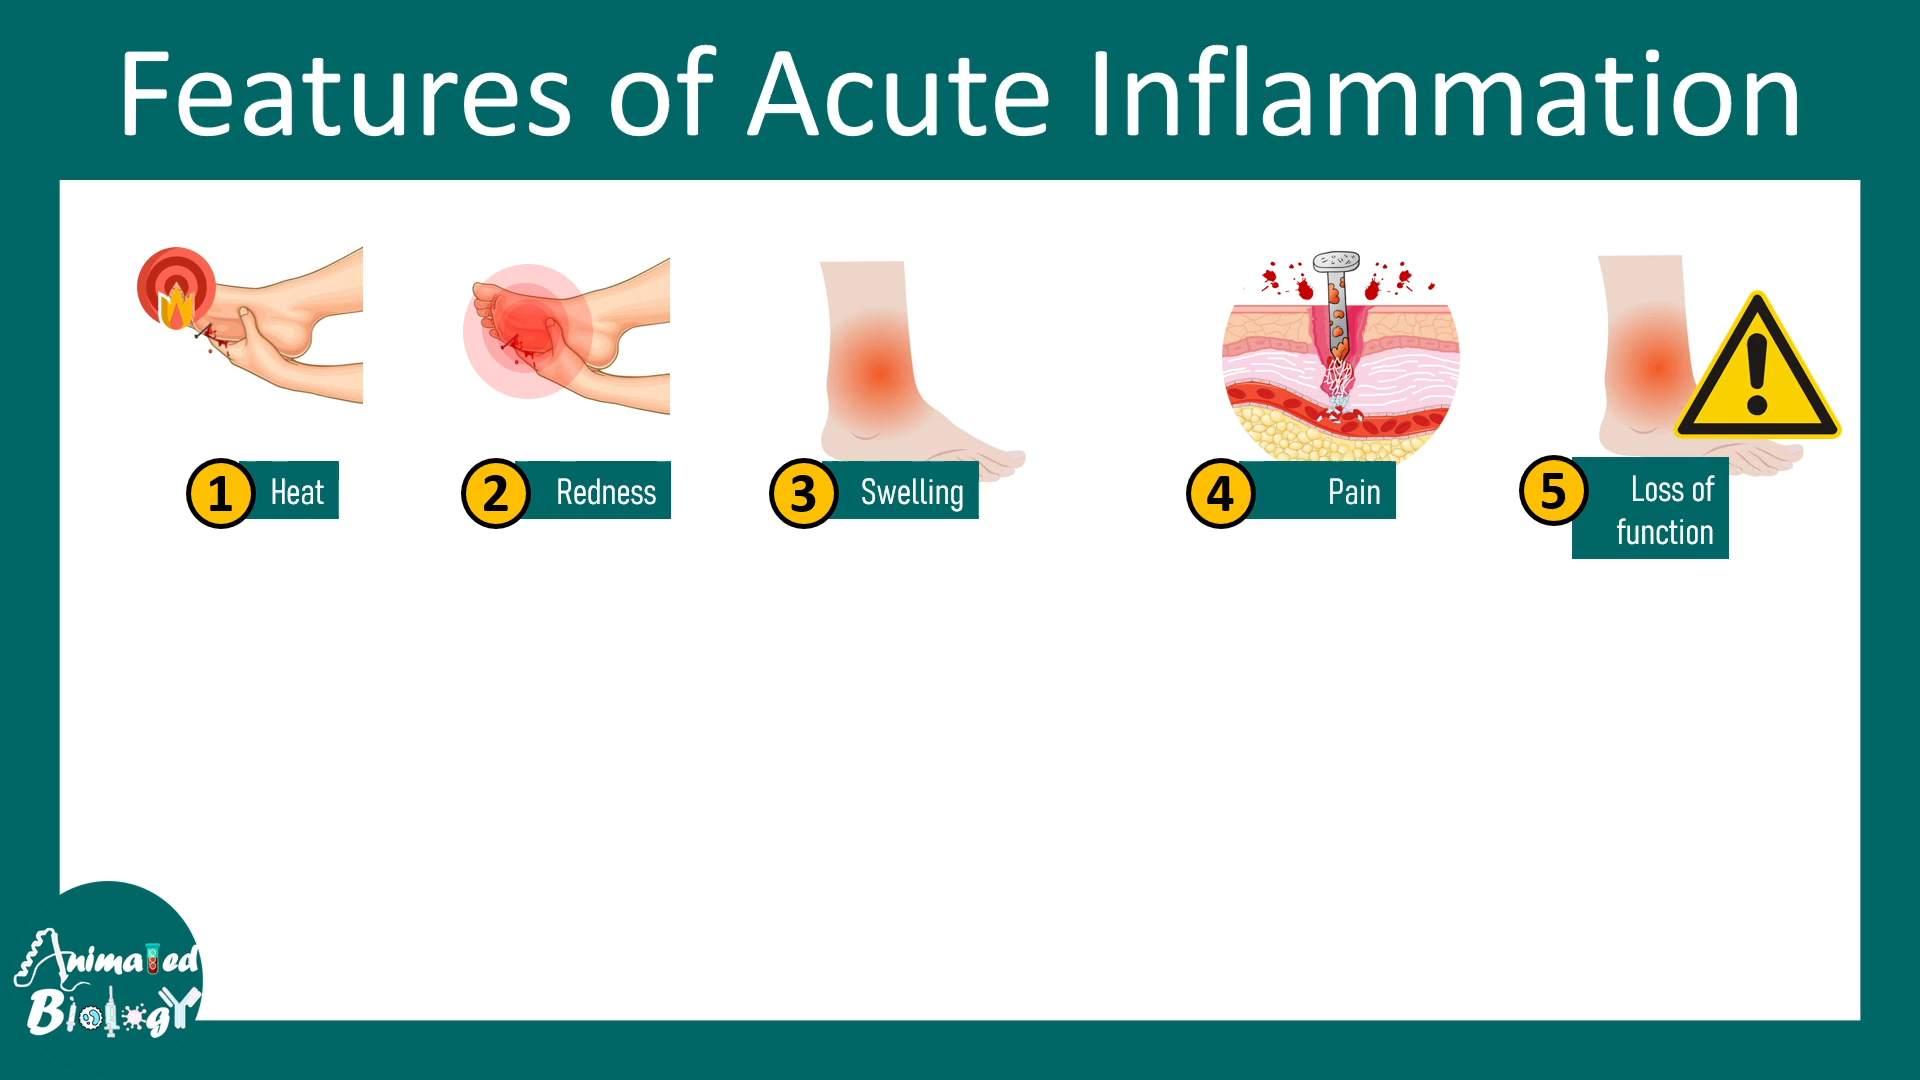 Features of Acute Inflammation
1 Heat
2 Redness
3 Swelling
4 Pain
5 Loss of
function
Animated
Biology